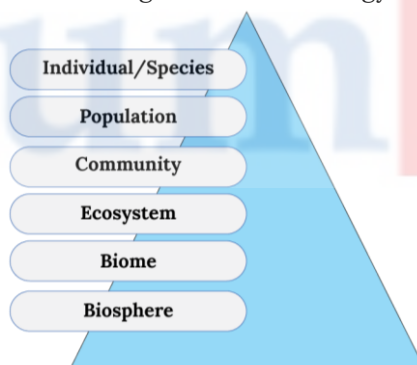 Individual/Species
Population
Community
Ecosystem
Biome
Biosphere